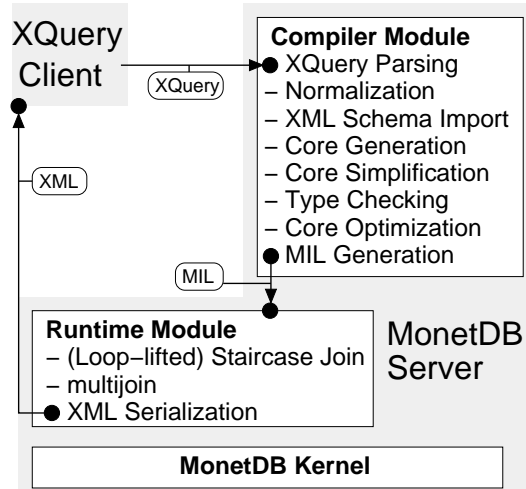 XQuery
Client
XQuery
Compiler Module
XQuery Parsing
– Normalization
– XML Schema Import
– Core Generation
– Core Simplification
– Type Checking
– Core Optimization
MIL Generation
XML
MIL
Runtime Module
– (Loop–lifted) Staircase Join
– multijoin
XML Serialization
MonetDB
Server
MonetDB Kernel